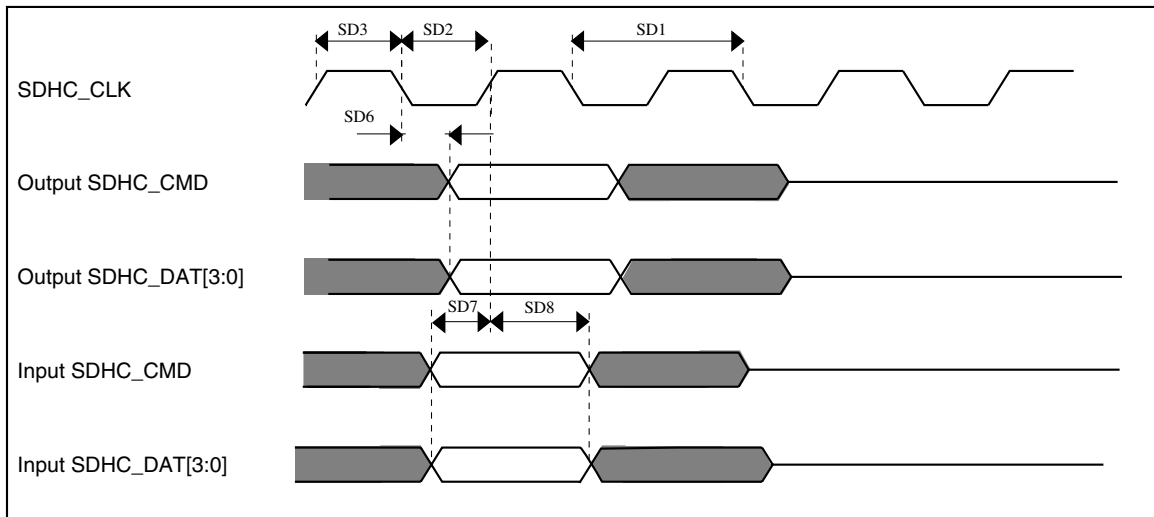 SD3
SD2
SD1
SDHC_CLK
SD6
Output SDHC_CMD
Output SDHC_DAT[3:0]
SD7
SD8
Input SDHC_CMD
Input SDHC_DAT[3:0]